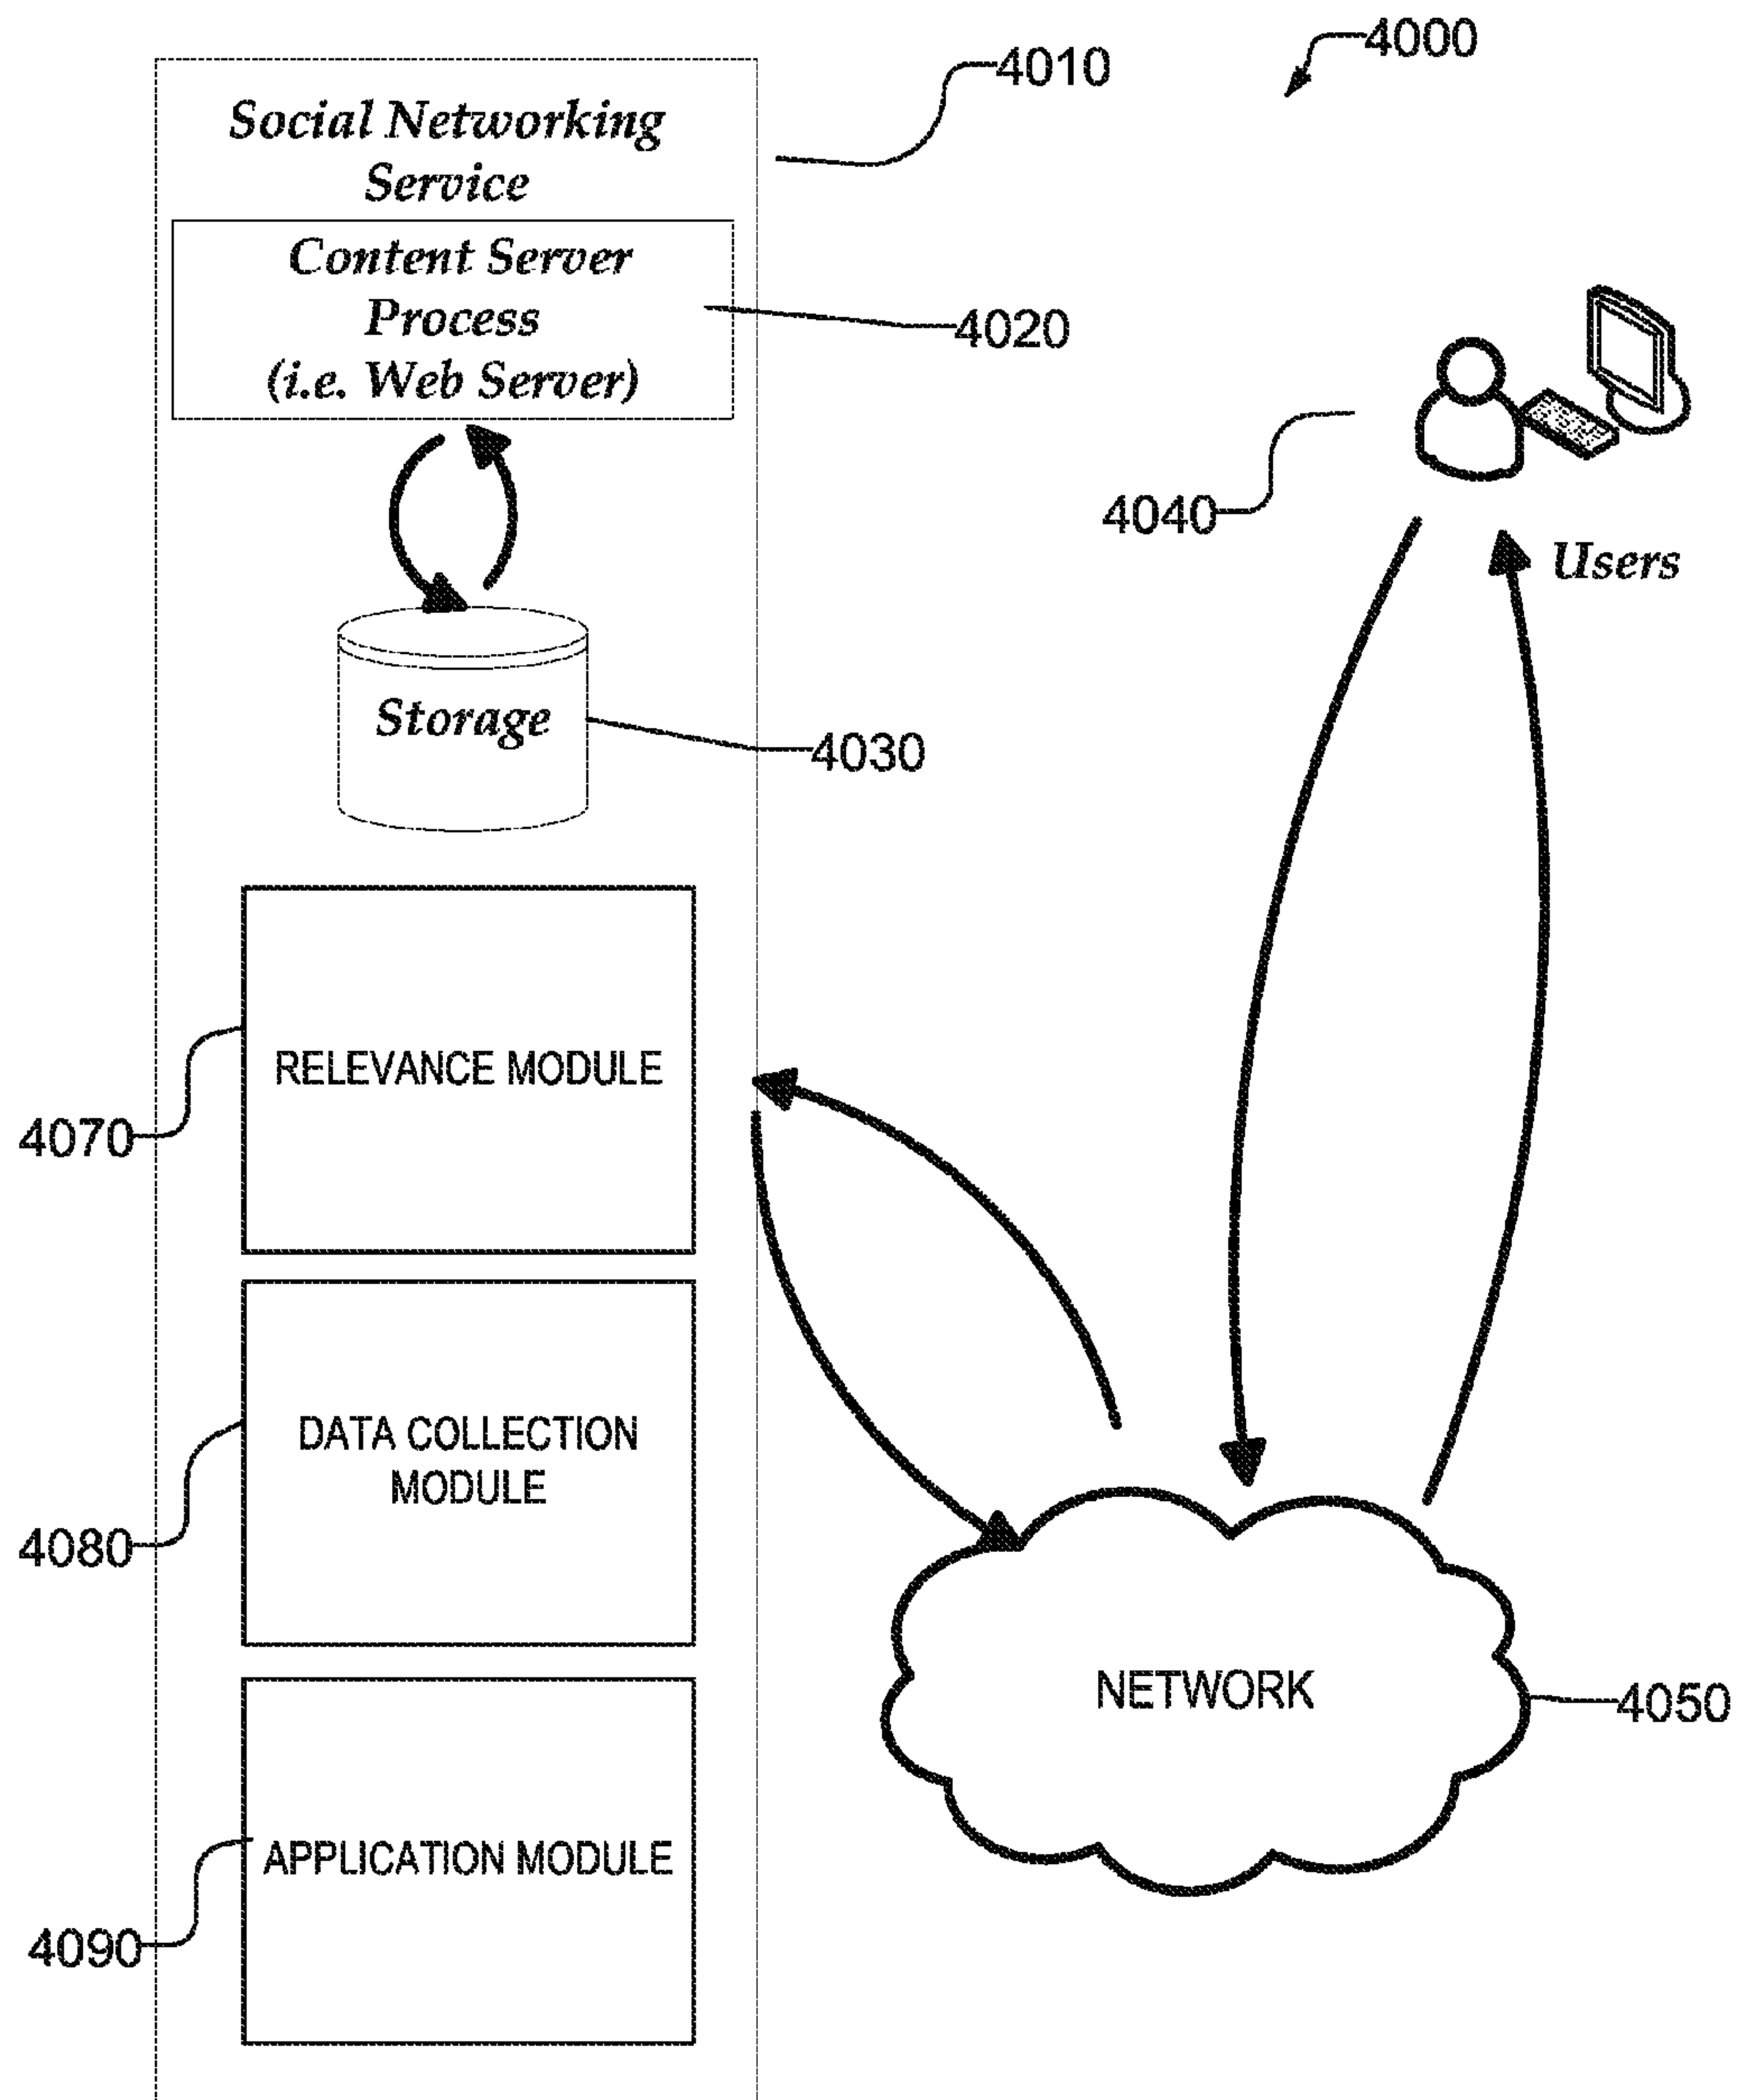 4000
4010
Social Networking
Service
Content Server
Process
(i.e. Web Server)
4020
4040
Users
Storage
4030
RELEVANCE MODULE
4070
DATA COLLECTION
MODULE
4080
NETWORK
4050
APPLICATION MODULE
4090